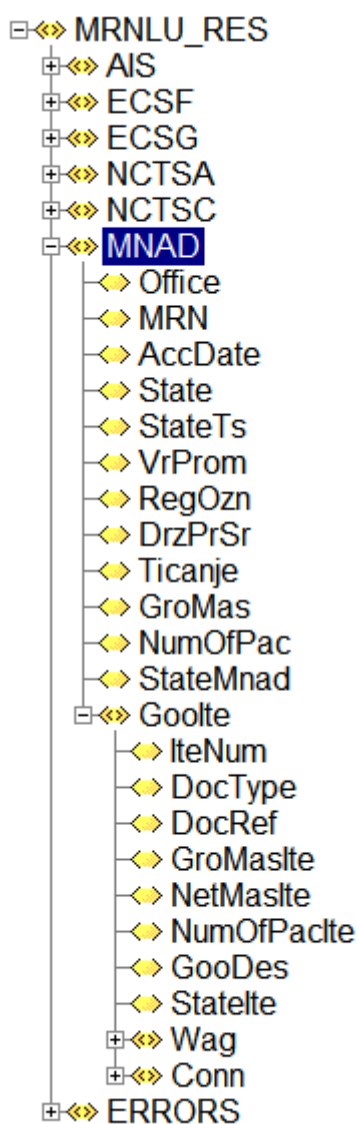 MRNLU_RES
AIS
ECSF
ECSG
NCTSA
NCTSC
MNAD
Office
MRN
AccDate
State
StateTs
VrProm
RegOzn
DrzPrSr
Ticanje
GroMas
NumOfPac
StateMnad
GooIte
IteNum
DocType
DocRef
GroMasIte
NetMasIte
NumOfPacIte
GooDes
StateIte
Wag
Conn
ERRORS